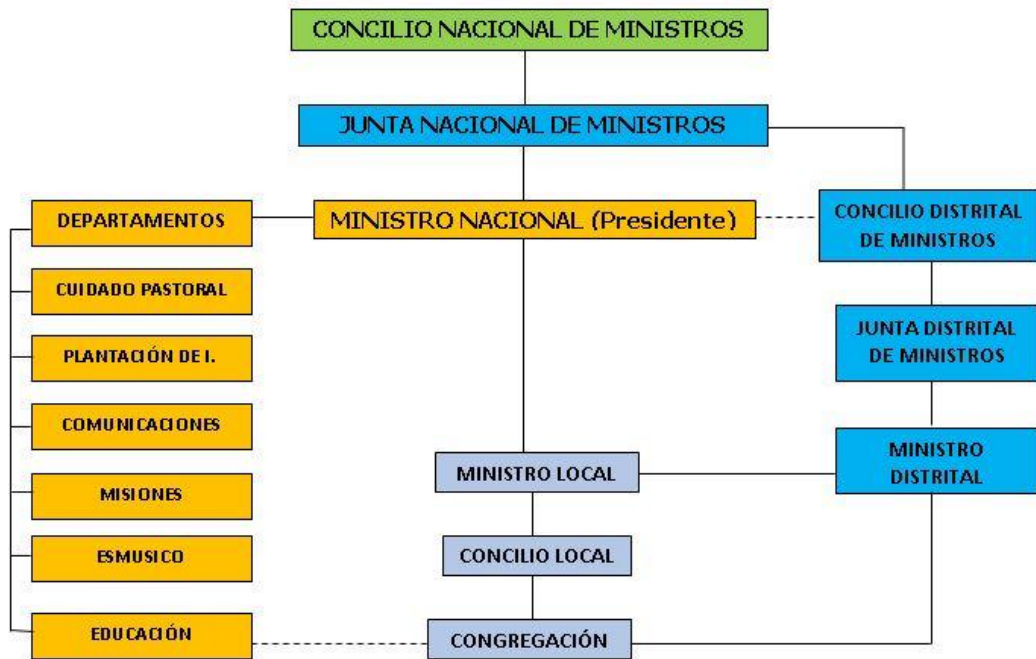 CONCILIO NACIONAL DE MINISTROS
JUNTA NACIONAL DE MINISTROS
DEPARTAMENTOS
MINISTRO NACIONAL (Presidente)
CONCILIO DISTRITAL
DE MINISTROS
CUIDADO PASTORAL
PLANTACIÓN DE I.
JUNTA DISTRITAL
DE MINISTROS
COMUNICACIONES
MINISTRO LOCAL
MINISTRO
DISTRITAL
MISIONES
ESMUSICO
CONCILIO LOCAL
EDUCACIÓN
CONGREGACIÓN